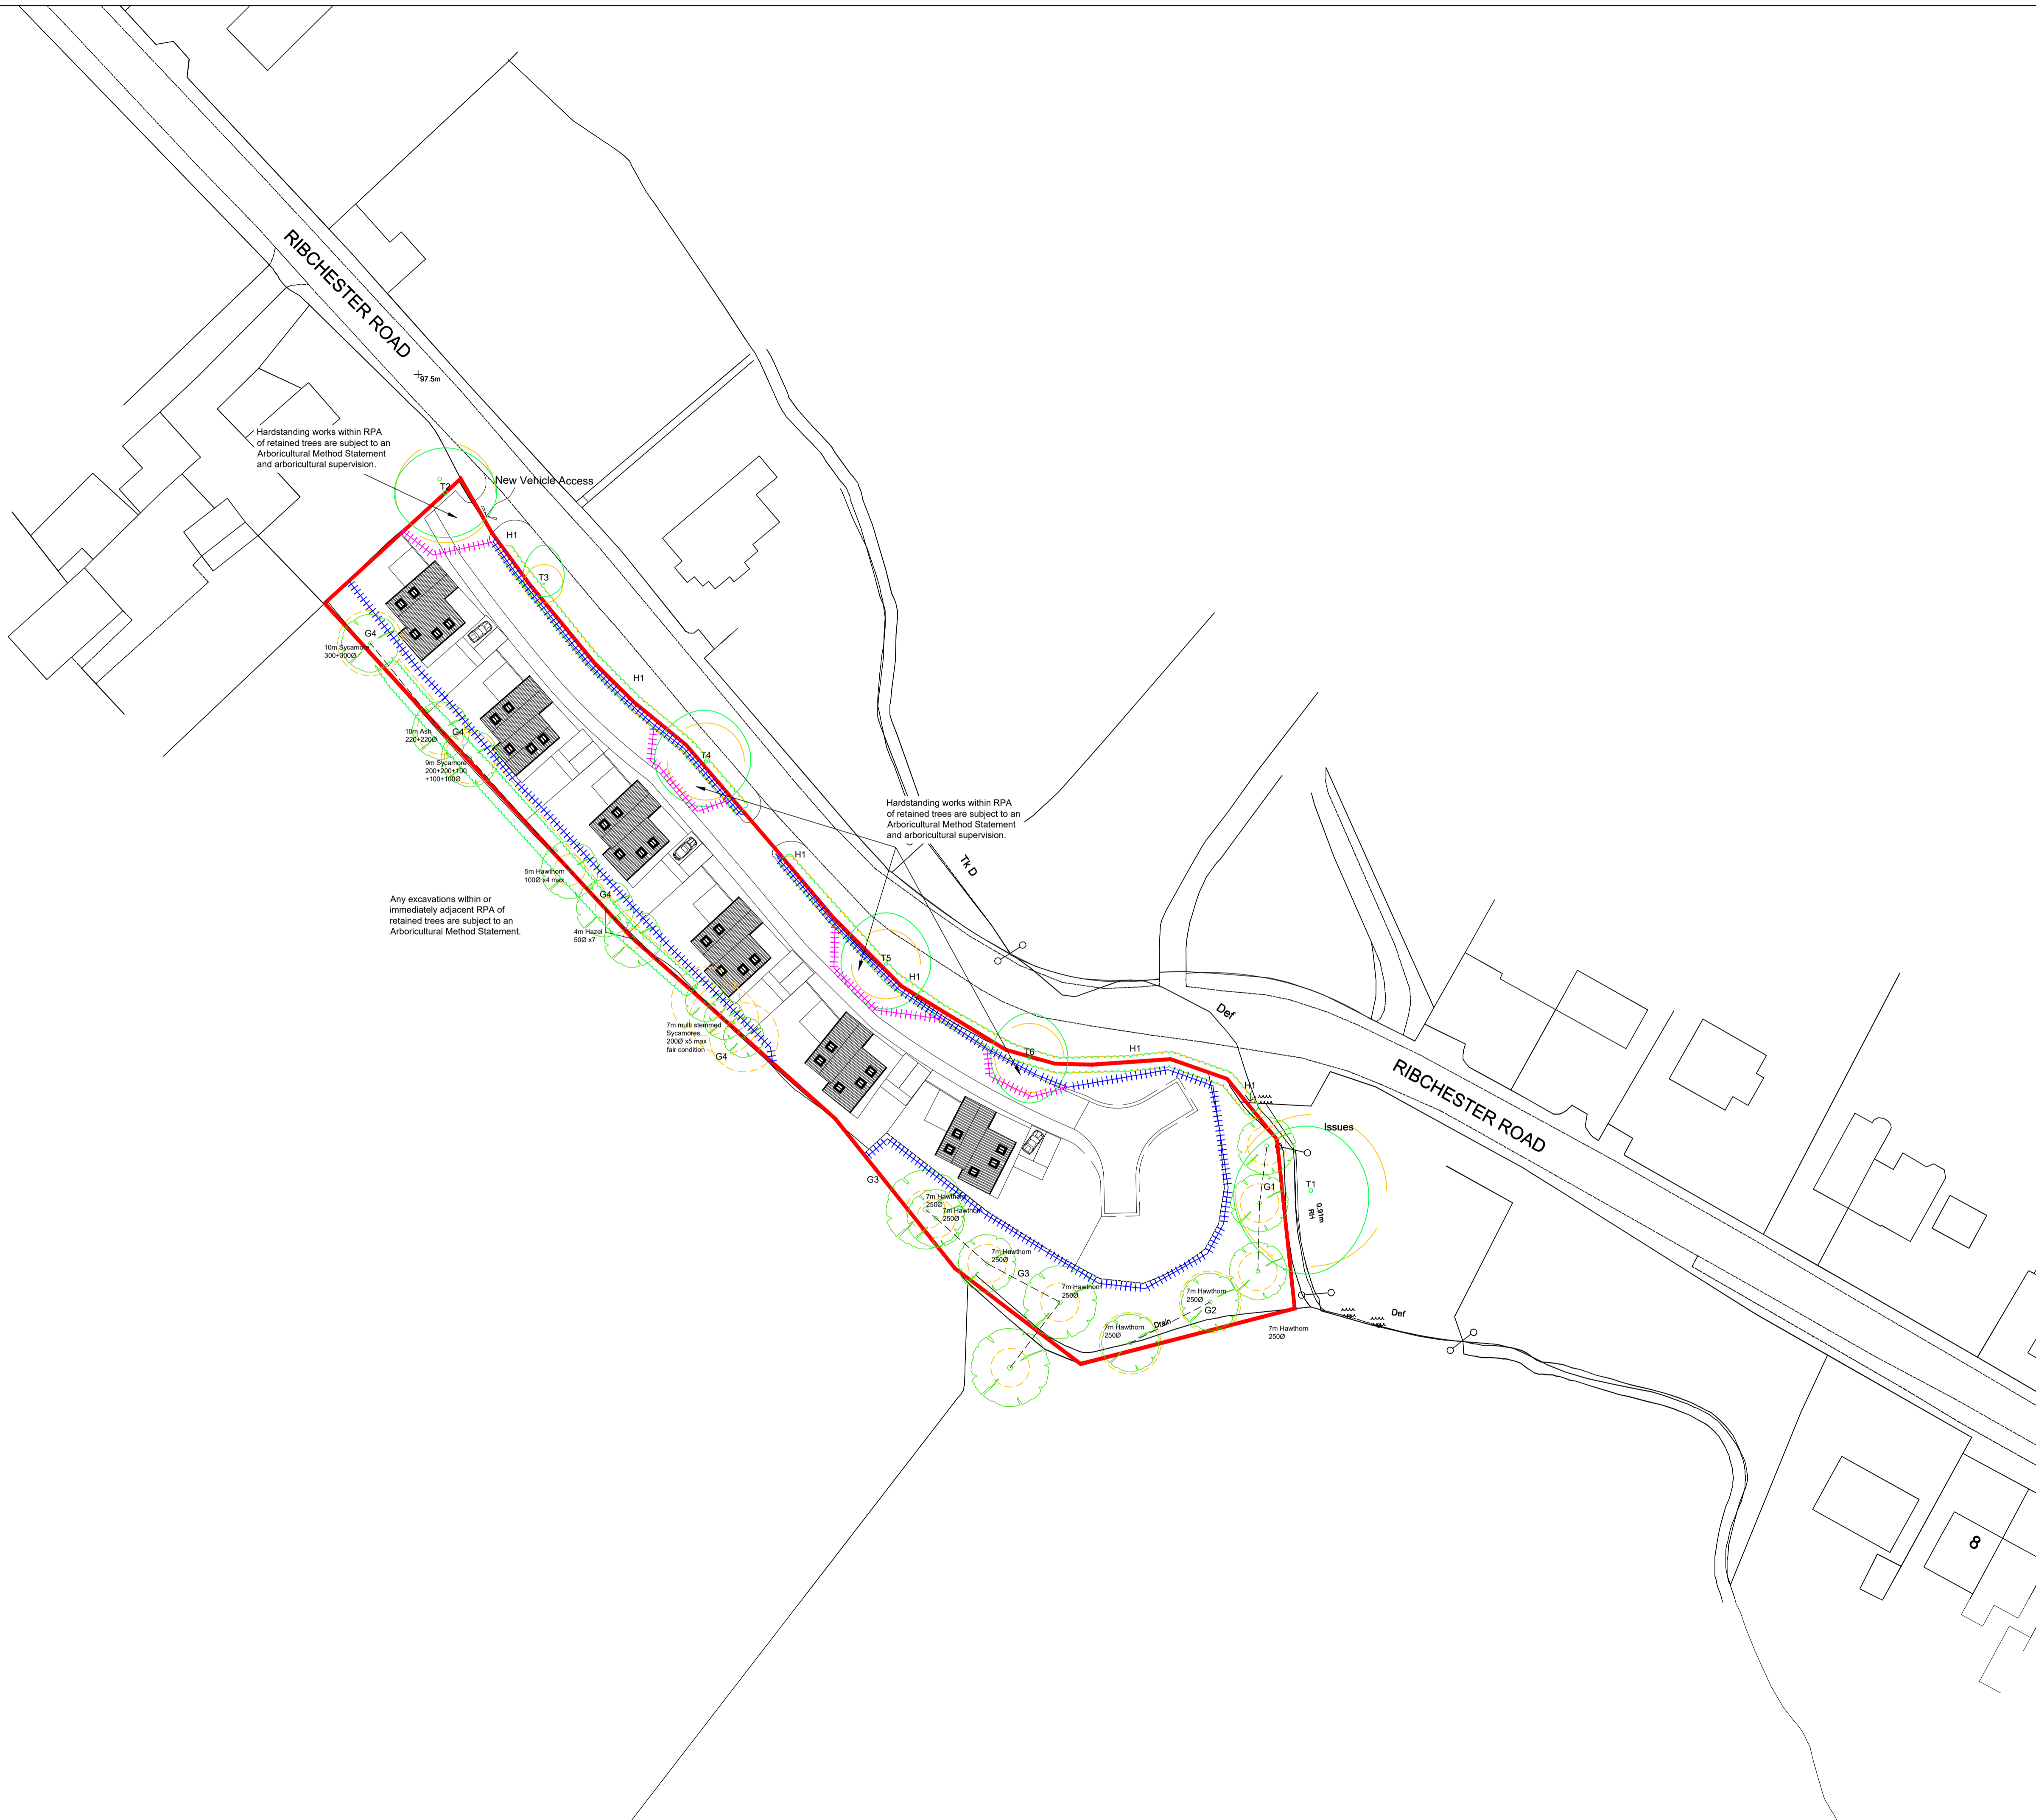 RIBCHESTER ROAD
97.5m
Hardstanding works within RPA
of retained trees are subject to an
Arboricultural Method Statement
and arboricultural supervision.
T2
New Vehicle Access
H1
T3
G4
10m Sycamore
300+300Ø
H1
10m Ash
220+220Ø
G4
9m Sycamore
200+200+100
+100+100Ø
T4
Hardstanding works within RPA
of retained trees are subject to an
Arboricultural Method Statement
and arboricultural supervision.
H1
Tk D
5m Hawthorn
100Ø x4 max
G4
Any excavations within or
immediately adjacent RPA of
retained trees are subject to an
Arboricultural Method Statement.
4m Hazel
50Ø x7
T5
H1
Def
7m multi stemmed
Sycamores
200Ø x5 max
fair condition
G4
T6
H1
H1
RIBCHESTER ROAD
Issues
G3
G1
T1
0.91m
RH
7m Hawthorn
250Ø
7m Hawthorn
250Ø
7m Hawthorn
250Ø
G3
7m Hawthorn
250Ø
7m Hawthorn
250Ø
G2
Drain
7m Hawthorn
250Ø
7m Hawthorn
250Ø
Def
8